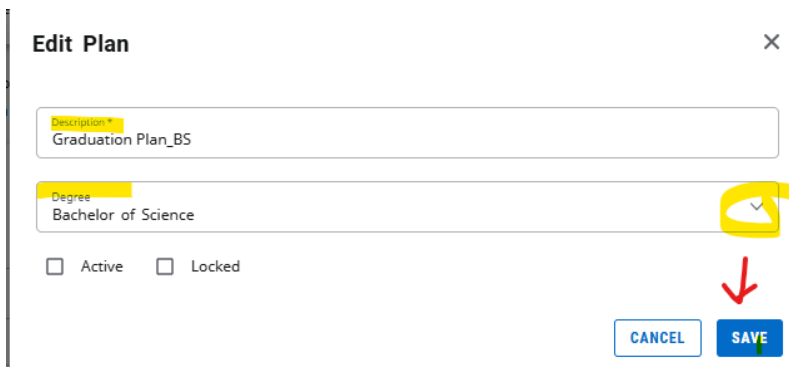 Edit Plan
Description *
Graduation Plan_BS
Degree
Bachelor of Science
Active Locked
CANCEL SAVE